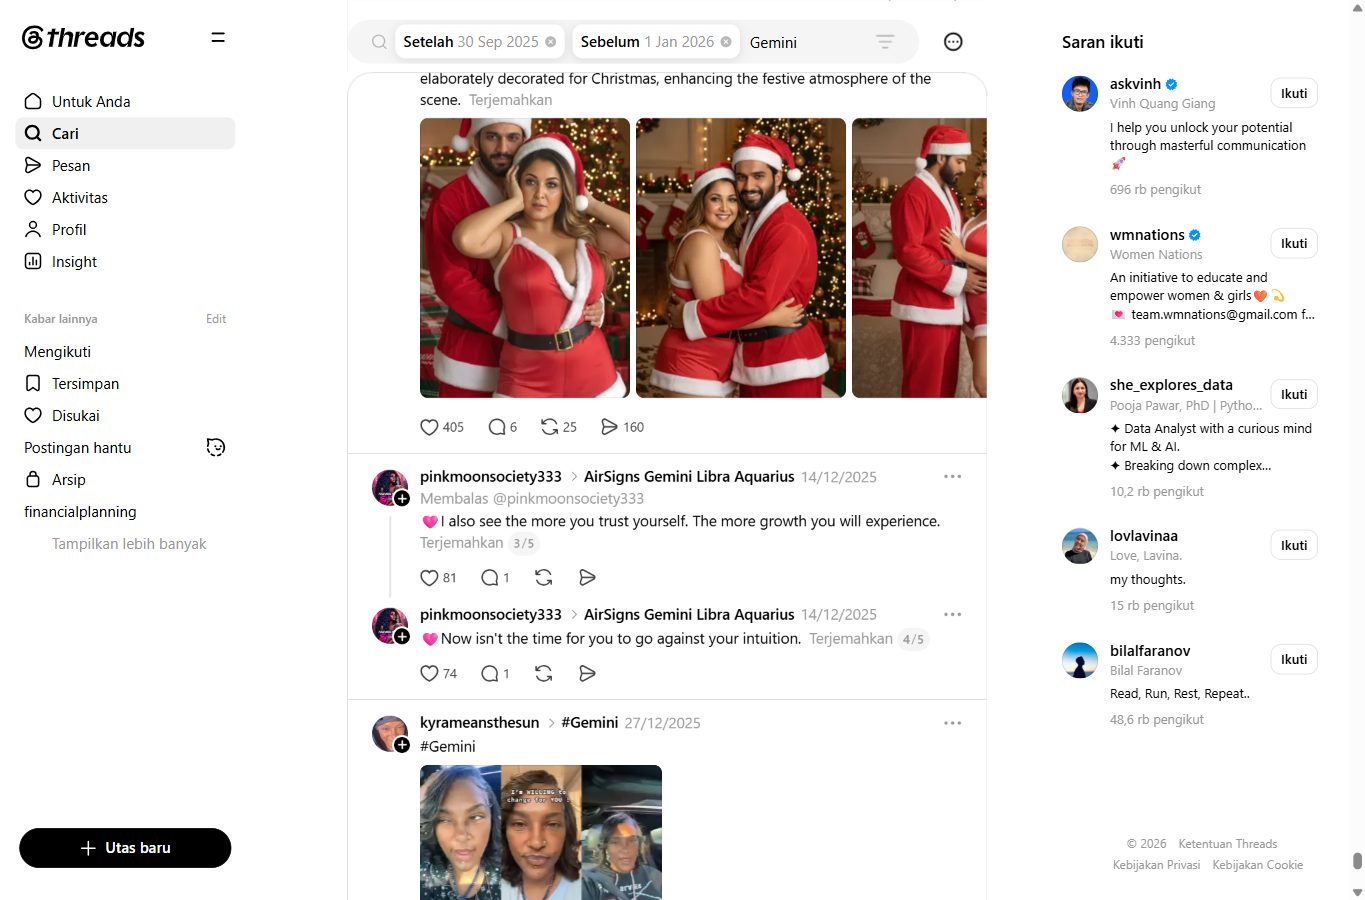 threads
Untuk Anda
Cari
Pesan
Aktivitas
Profil
Insight
Kabar lainnya
Edit
Mengikuti
Tersimpan
Disukai
Postingan hantu
Arsip
financialplanning
Tampilkan lebih banyak
Utas baru
Setelah 30 Sep 2025
Sebelum 1 Jan 2026
Gemini
elaborately decorated for Christmas, enhancing the festive atmosphere of the
scene. Terjemahkan
405 6 25 160
pinkmoonsociety333 AirSigns Gemini Libra Aquarius 14/12/2025
Membalas @pinkmoonsociety333
I also see the more you trust yourself. The more growth you will experience.
Terjemahkan 3/5
81 1
pinkmoonsociety333 AirSigns Gemini Libra Aquarius 14/12/2025
Now isn't the time for you to go against your intuition. Terjemahkan 4/5
74 1
kyrameansthesun #Gemini 27/12/2025
#Gemini
I'm WILLING to
change for YOU
Saran ikuti
askvinh
Vinh Quang Giang
Ikuti
I help you unlock your potential
through masterful communication
🚀
696 rb pengikut
wmnations
Women Nations
Ikuti
An initiative to educate and
empower women & girls
team.wmnations@gmail.com f...
4.333 pengikut
she_explores_data
Pooja Pawar, PhD | Pytho...
Ikuti
✦ Data Analyst with a curious mind
for ML & AI.
✦ Breaking down complex...
10,2 rb pengikut
lovlavinaa
Love, Lavina.
Ikuti
my thoughts.
15 rb pengikut
bilalfaranov
Bilal Faranov
Ikuti
Read, Run, Rest, Repeat..
48,6 rb pengikut
© 2026 Ketentuan Threads
Kebijakan Privasi Kebijakan Cookie